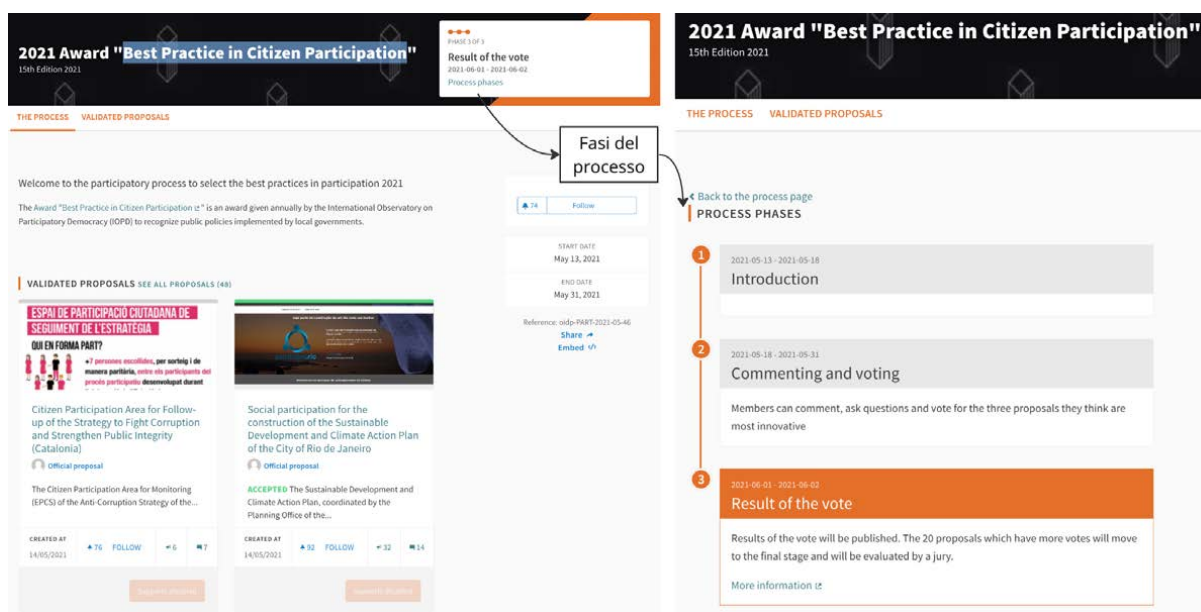 2021 Award "Best Practice in Citizen Participation"
15th Edition 2021
PHASE 3 OF 3
Result of the vote
2021-06-01 - 2021-06-02
Process phases
THE PROCESS VALIDATED PROPOSALS
Fasi del
processo
Welcome to the participatory process to select the best practices in participation 2021
The Award "Best Practice in Citizen Participation" is an award given annually by the International Observatory on
Participatory Democracy (IOPD) to recognize public policies implemented by local governments.
74 Follow
START DATE
May 13, 2021
END DATE
May 31, 2021
Reference: oidp-PART-2021-05-46
Share
Embed
VALIDATED PROPOSALS SEE ALL PROPOSALS (48)
ESPAI DE PARTICIPACIÓ CIUTADANA DE
SEGUIMENT DE L'ESTRATÈGIA
QUI EN FORMA PART?
+7 persones escollides, per sorteig i de
manera paritària, entre els participants del
procés participatiu desenvolupat durant
Citizen Participation Area for Follow-
up of the Strategy to Fight Corruption
and Strengthen Public Integrity
(Catalonia)
Official proposal
The Citizen Participation Area for Monitoring
(EPCS) of the Anti-Corruption Strategy of the...
CREATED AT
14/05/2021
76 FOLLOW 6 7
Social participation for the
construction of the Sustainable
Development and Climate Action Plan
of the City of Rio de Janeiro
Official proposal
ACCEPTED The Sustainable Development and
Climate Action Plan, coordinated by the
Planning Office of the...
CREATED AT
14/05/2021
92 FOLLOW 32 14
2021 Award "Best Practice in Citizen Participation"
15th Edition 2021
THE PROCESS VALIDATED PROPOSALS
Back to the process page
PROCESS PHASES
1
2021-05-13 - 2021-05-18
Introduction
2
2021-05-18 - 2021-05-31
Commenting and voting
Members can comment, ask questions and vote for the three proposals they think are
most innovative
3
2021-06-01 - 2021-06-02
Result of the vote
Results of the vote will be published. The 20 proposals which have more votes will move
to the final stage and will be evaluated by a jury.
More information